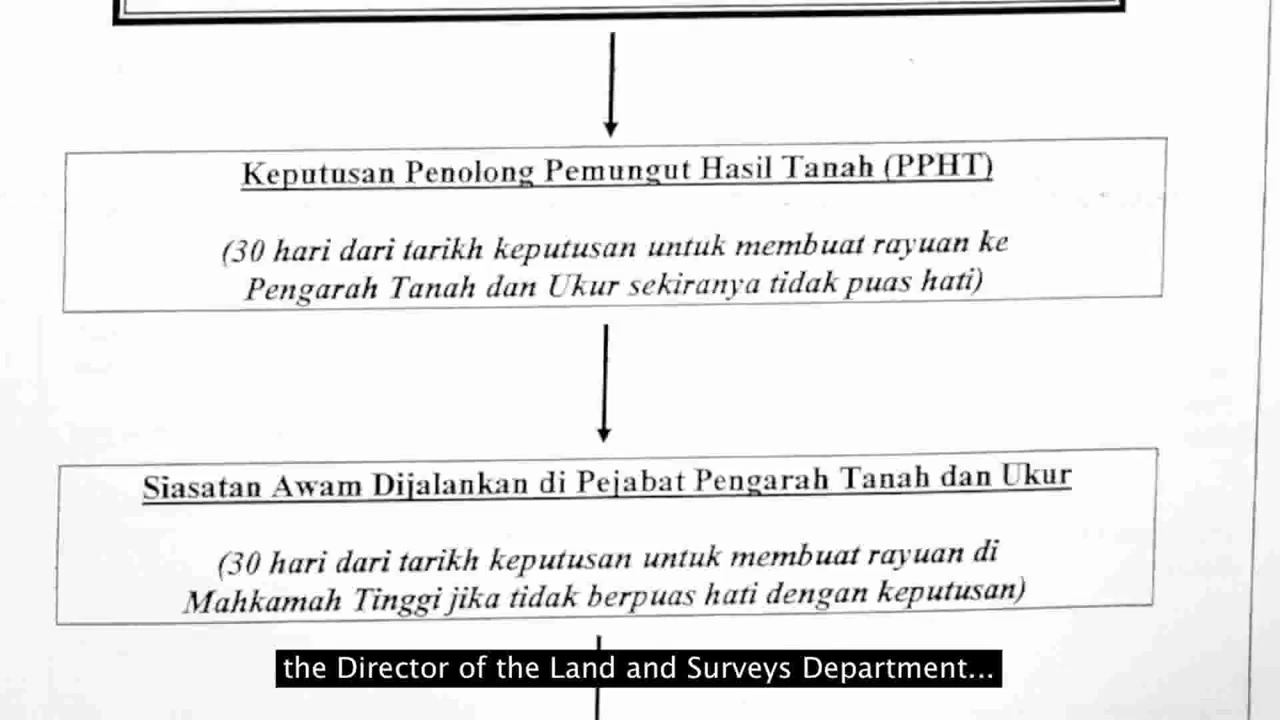 Keputusan Penolong Pemungut Hasil Tanah (PPHT)
(30 hari dari tarikh keputusan untuk membuat rayuan ke
Pengarah Tanah dan Ukur sekiranya tidak puas hati)
Siasatan Awam Dijalankan di Pejabat Pengarah Tanah dan Ukur
(30 hari dari tarikh keputusan untuk membuat rayuan di
Mahkamah Tinggi jika tidak berpuas hati dengan keputusan)
the Director of the Land and Surveys Department...